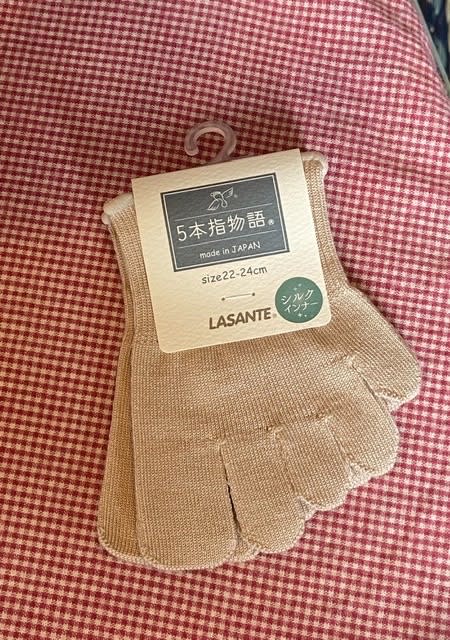 5本指物語®
made in JAPAN
size22-24cm
LASANTE®
シルク
インナー